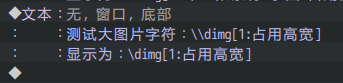 ◆文本：无, 窗口, 底部
：　　：测试大图片字符：\\dimg[1:占用高宽]
：　　：显示为：\dimg[1:占用高宽]
◆